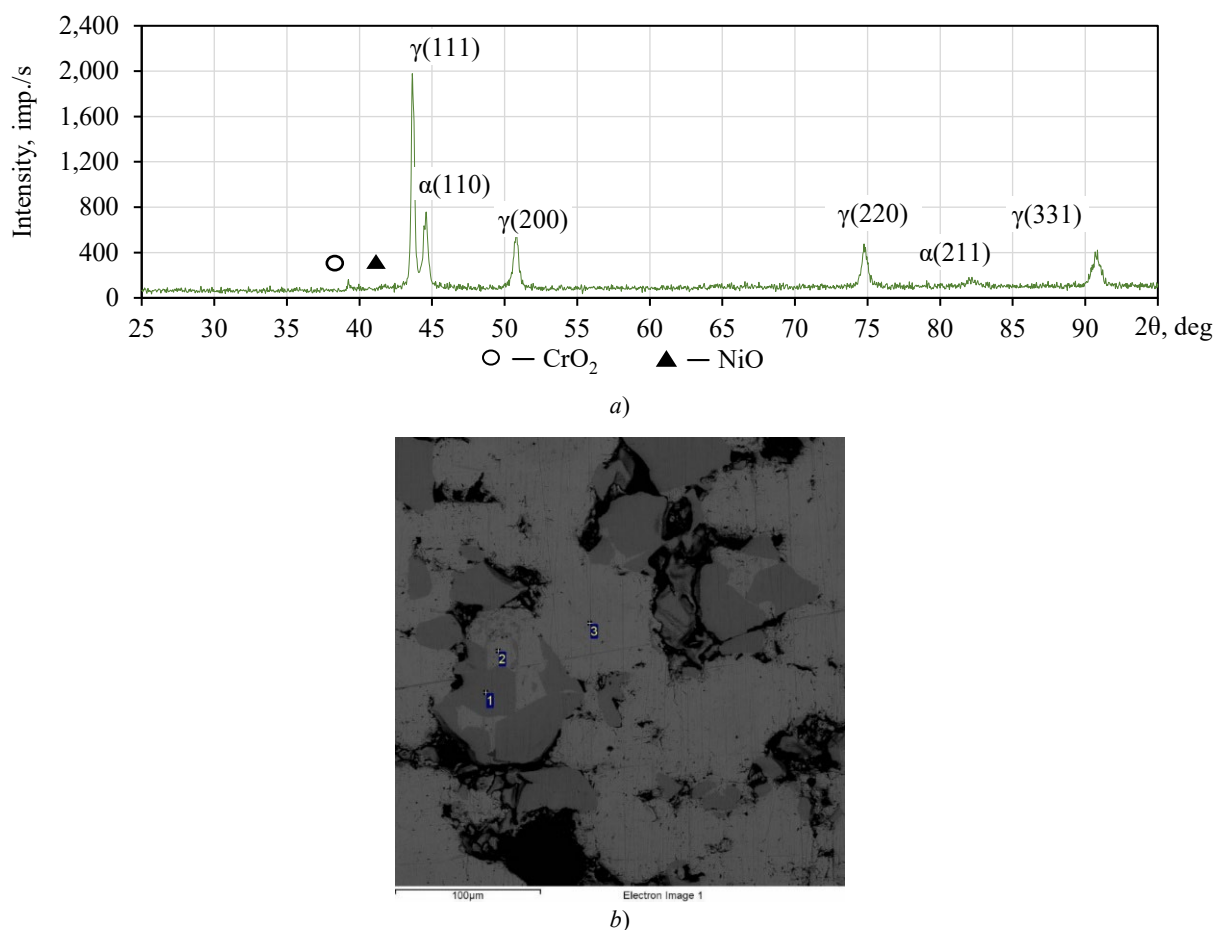 2,400
γ(111)
2,000
1,600
1,200
α(110)
800
γ(200)
γ(220)
γ(331)
α(211)
400
0
Intensity, imp./s
25 30 35 40 45 50 55 60 65 70 75 80 85 90 2θ, deg
— CrO₂ — NiO
a)
3
2
1
100μm Electron Image 1
b)